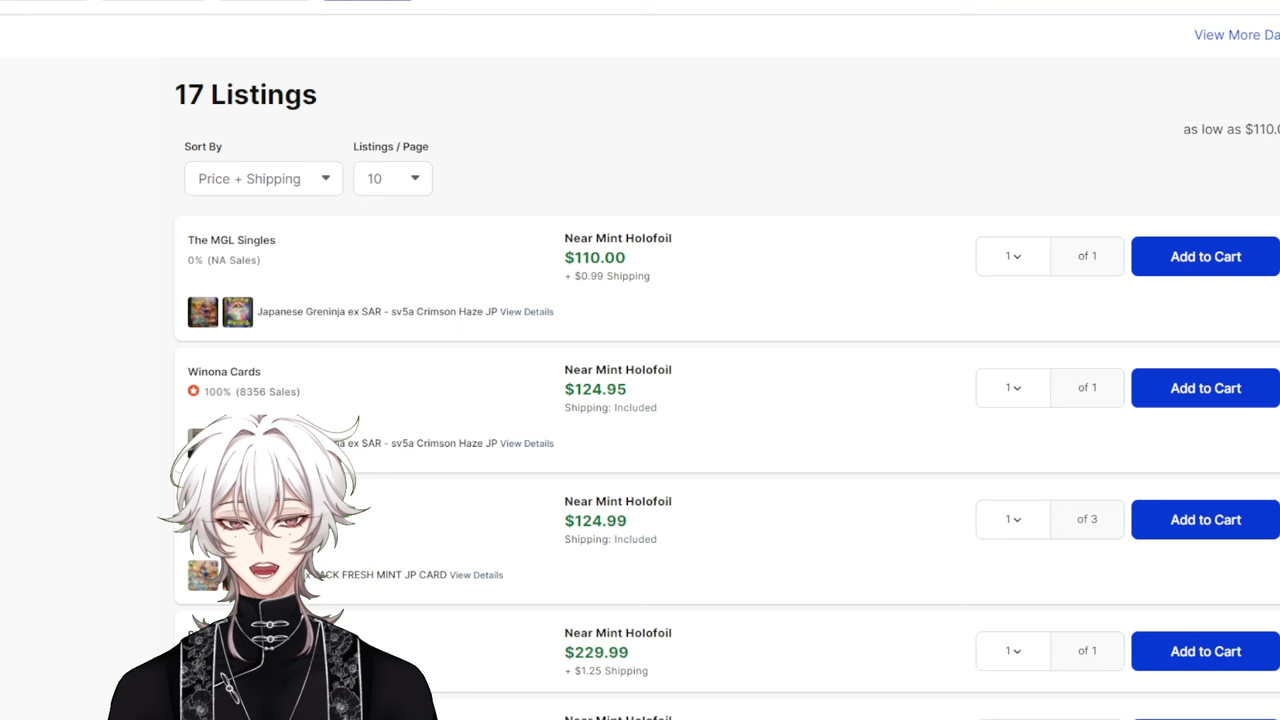 View More Da
17 Listings
as low as $110.0
Sort By
Listings / Page
Price + Shipping
10
The MGL Singles
0% (NA Sales)
Near Mint Holofoil
$110.00
+ $0.99 Shipping
1
of 1
Add to Cart
Japanese Greninja ex SAR - sv5a Crimson Haze JP View Details
Winona Cards
100% (8356 Sales)
Near Mint Holofoil
$124.95
Shipping: Included
1
of 1
Add to Cart
ex SAR - sv5a Crimson Haze JP View Details
Near Mint Holofoil
$124.99
Shipping: Included
1
of 3
Add to Cart
FRESH MINT JP CARD View Details
Near Mint Holofoil
$229.99
+ $1.25 Shipping
1
of 1
Add to Cart
Near Mint Holofoil